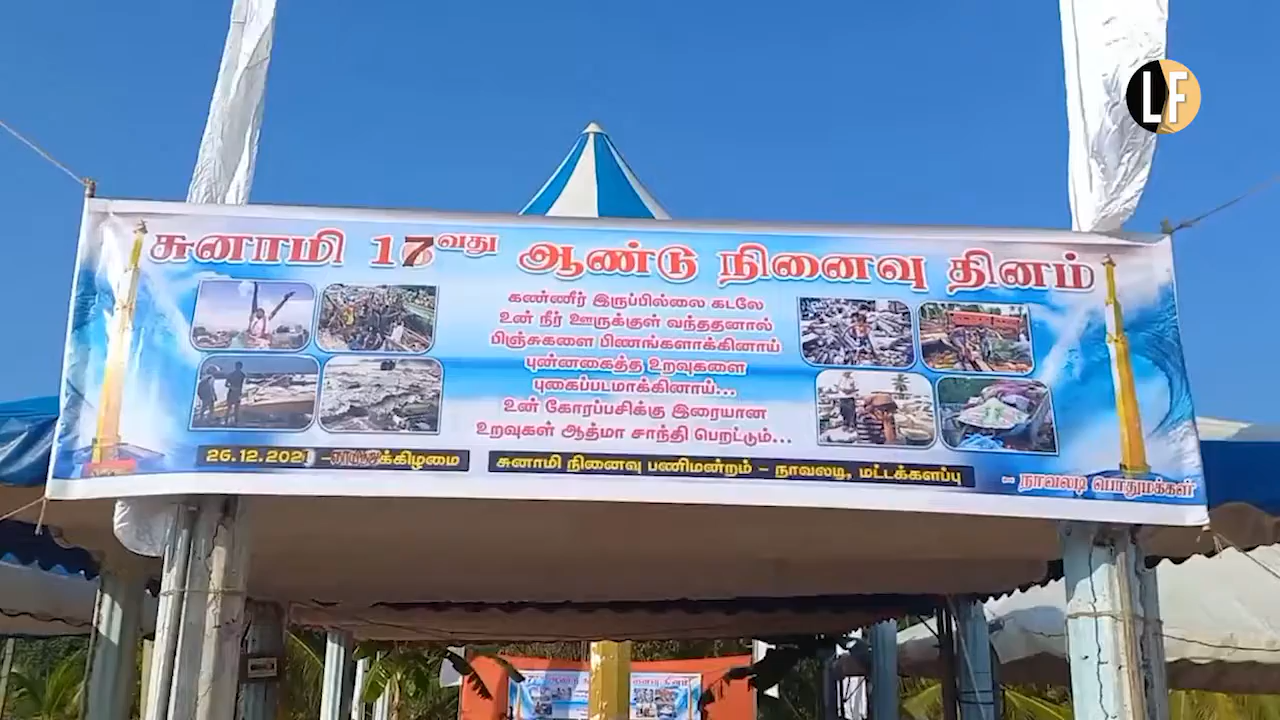 LF
சுனாமி 17வது ஆண்டு நினைவு தினம்
கண்ணீர் இருப்பில்லை கடலே
உன் நீர் ஊருக்குள் வந்ததனால்
பிஞ்சுகளை பிணங்களாக்கினாய்
புன்னகைத்த உறவுகளை
புகைப்படமாக்கினாய்...
உன் கோரப்பசிக்கு இரையான
உறவுகள் ஆத்மா சாந்தி பெறட்டும்...
26.12.2021
சுனாமி நினைவு பணிமன்றம் - நாவலடி, மட்டக்களப்பு
-- நாவலடி பொதுமக்கள்